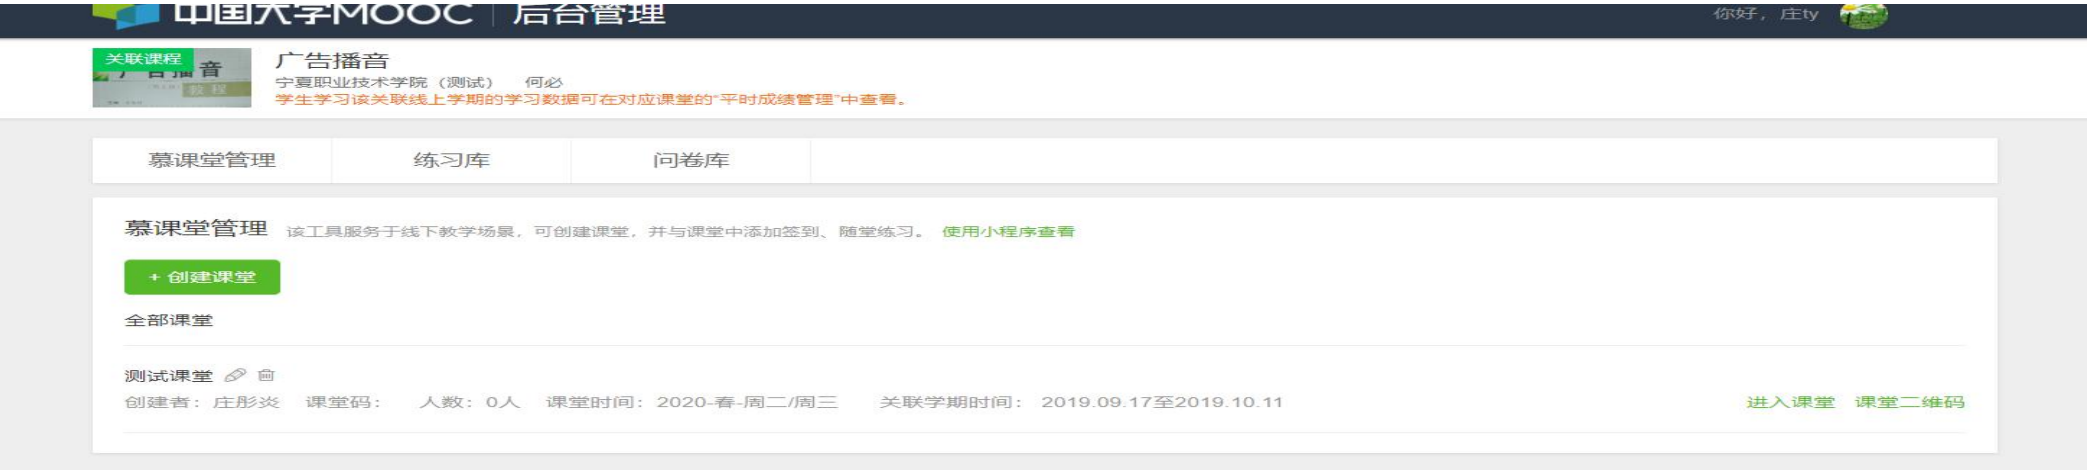 中国大学MOOC 后台管理 你好，庄ty
关联课程
广告播音
教程
广告播音
宁夏职业技术学院（测试） 何必
学生学习该关联线上学期的学习数据可在对应课堂的“平时成绩管理”中查看。
慕课堂管理 练习库 问卷库
慕课堂管理 该工具服务于线下教学场景，可创建课堂，并与课堂中添加签到、随堂练习。 使用小程序查看
+ 创建课堂
全部课堂
测试课堂
创建者：庄彤炎 课堂码： 人数：0人 课堂时间：2020-春-周二/周三 关联学期时间： 2019.09.17至2019.10.11 进入课堂 课堂二维码